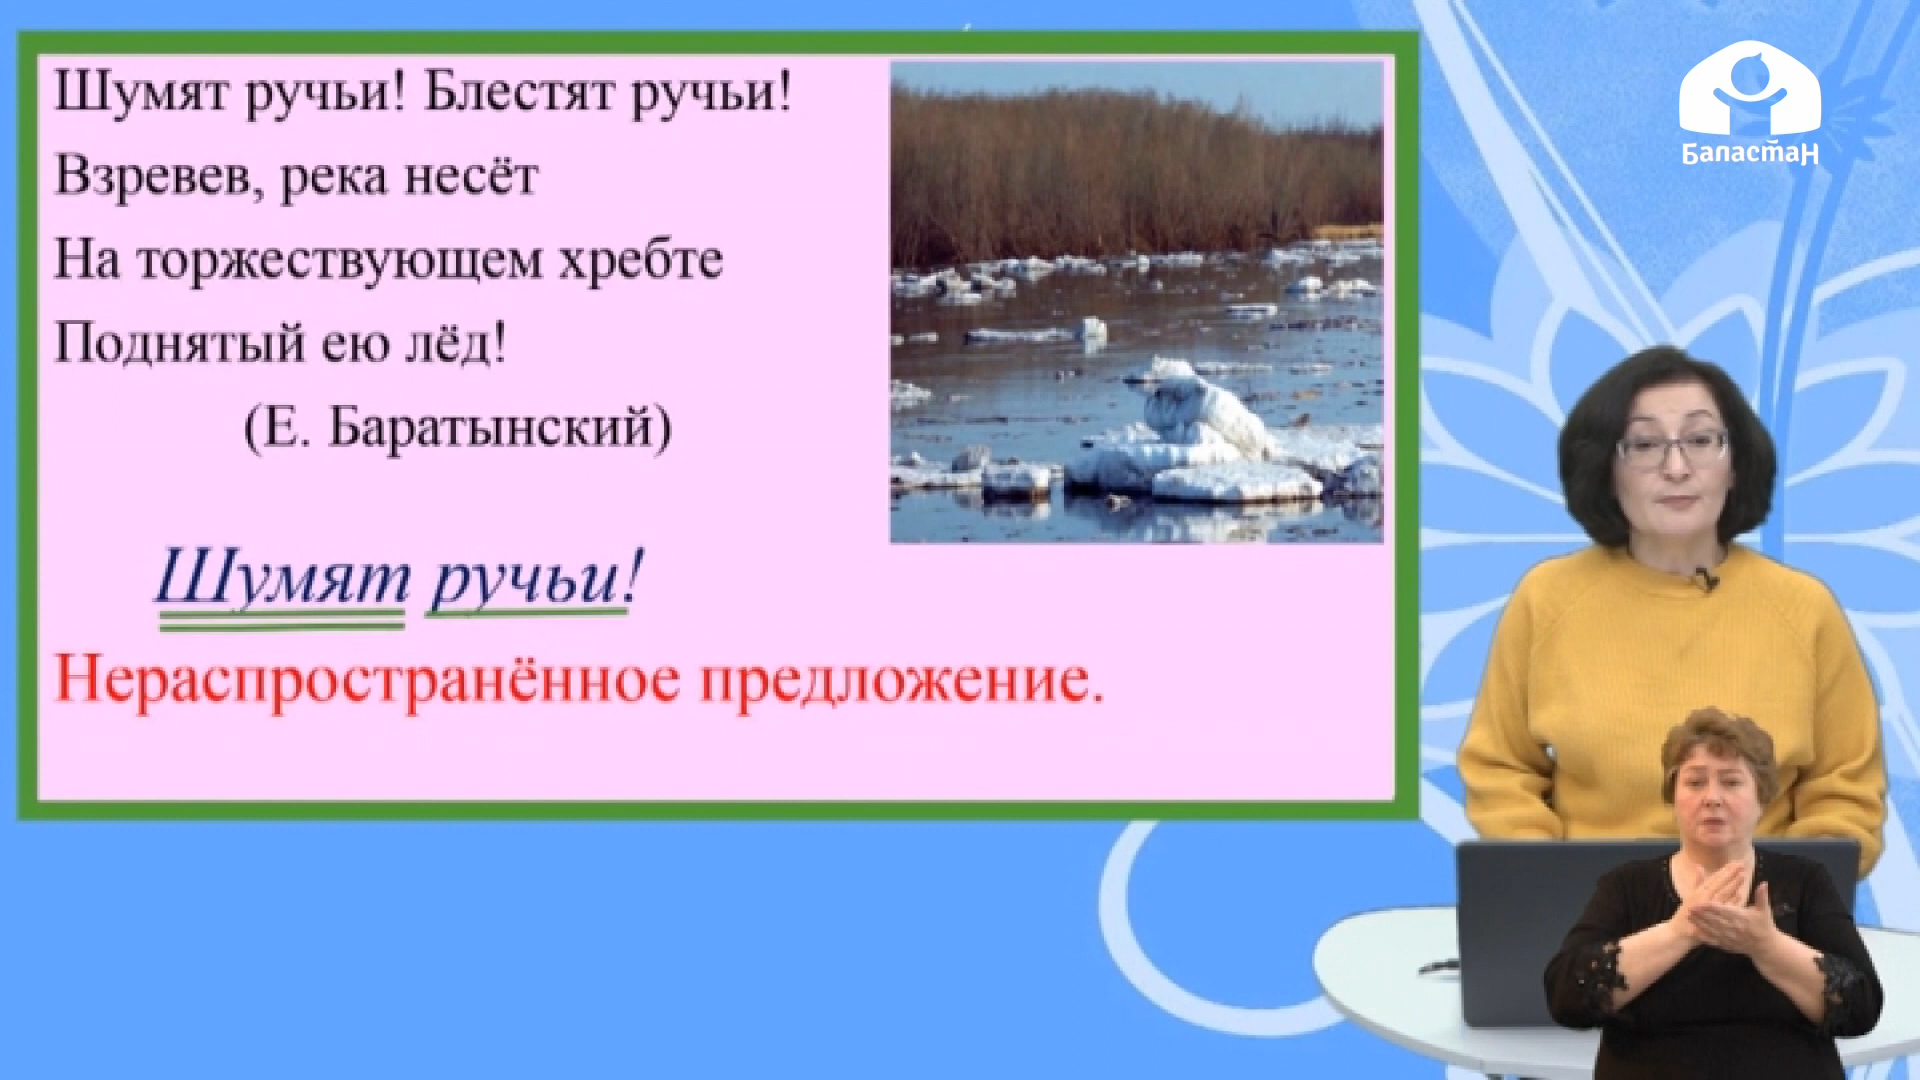 Шумят ручьи! Блестят ручьи!
Взревев, река несёт
На торжествующем хребте
Поднятый ею лёд!
(Е. Баратынский)
Шумят ручьи!
Нераспространённое предложение.
Баластан